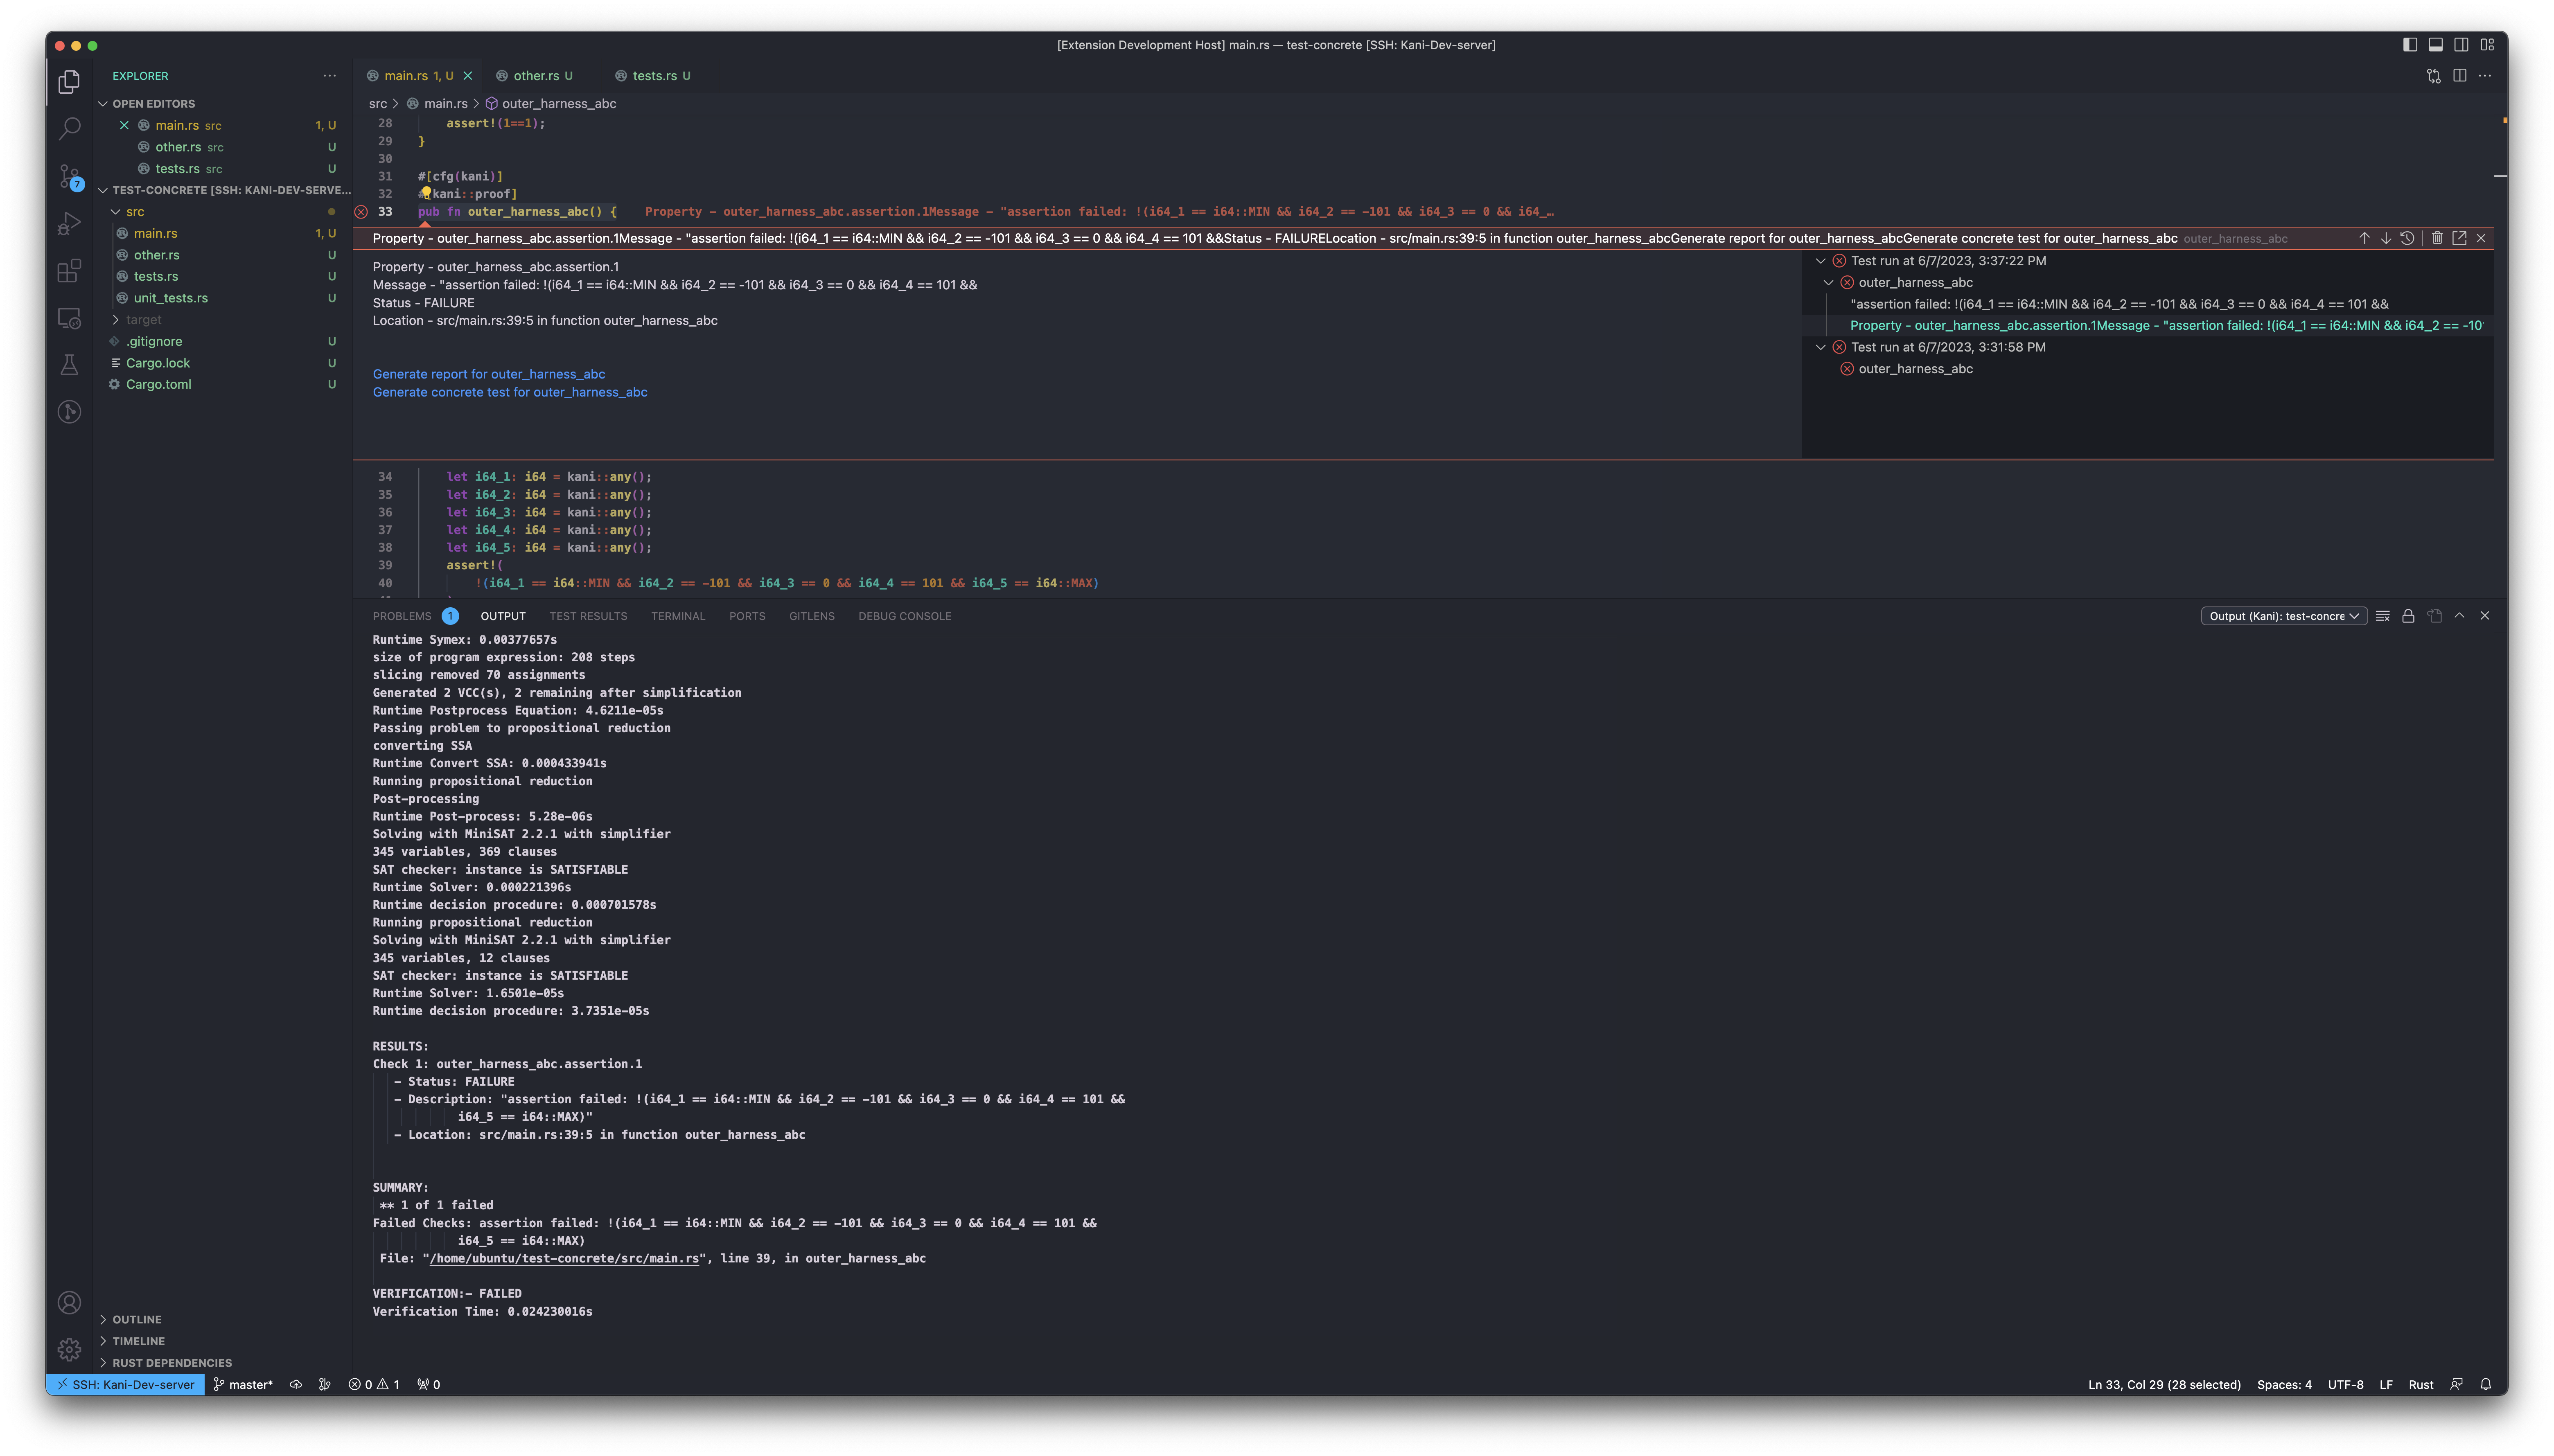 [Extension Development Host] main.rs — test-concrete [SSH: Kani-Dev-server]
EXPLORER
OPEN EDITORS
main.rs src 1, U
other.rs src U
tests.rs src U
TEST-CONCRETE [SSH: KANI-DEV-SERVE...
7
src
main.rs 1, U
other.rs U
tests.rs U
unit_tests.rs U
target
.gitignore U
Cargo.lock U
Cargo.toml U
OUTLINE
TIMELINE
RUST DEPENDENCIES
main.rs 1, U
other.rs U
tests.rs U
src > main.rs > outer_harness_abc
28 assert!(1==1);
29 }
30
31 #[cfg(kani)]
32 #[kani::proof]
33 pub fn outer_harness_abc() { Property – outer_harness_abc.assertion.1Message – "assertion failed: !(i64_1 == i64::MIN && i64_2 == –101 && i64_3 == 0 && i64_…
Property - outer_harness_abc.assertion.1Message - "assertion failed: !(i64_1 == i64::MIN && i64_2 == -101 && i64_3 == 0 && i64_4 == 101 &&Status - FAILURELocation - src/main.rs:39:5 in function outer_harness_abcGenerate report for outer_harness_abcGenerate concrete test for outer_harness_abc outer_harness_abc
Property - outer_harness_abc.assertion.1
Message - "assertion failed: !(i64_1 == i64::MIN && i64_2 == -101 && i64_3 == 0 && i64_4 == 101 &&
Status - FAILURE
Location - src/main.rs:39:5 in function outer_harness_abc
Generate report for outer_harness_abc
Generate concrete test for outer_harness_abc
Test run at 6/7/2023, 3:37:22 PM
outer_harness_abc
"assertion failed: !(i64_1 == i64::MIN && i64_2 == -101 && i64_3 == 0 && i64_4 == 101 &&
Property - outer_harness_abc.assertion.1Message - "assertion failed: !(i64_1 == i64::MIN && i64_2 == -10
Test run at 6/7/2023, 3:31:58 PM
outer_harness_abc
34 let i64_1: i64 = kani::any();
35 let i64_2: i64 = kani::any();
36 let i64_3: i64 = kani::any();
37 let i64_4: i64 = kani::any();
38 let i64_5: i64 = kani::any();
39 assert!(
40 !(i64_1 == i64::MIN && i64_2 == –101 && i64_3 == 0 && i64_4 == 101 && i64_5 == i64::MAX)
PROBLEMS 1 OUTPUT TEST RESULTS TERMINAL PORTS GITLENS DEBUG CONSOLE
Output (Kani): test-concre
Runtime Symex: 0.00377657s
size of program expression: 208 steps
slicing removed 70 assignments
Generated 2 VCC(s), 2 remaining after simplification
Runtime Postprocess Equation: 4.6211e–05s
Passing problem to propositional reduction
converting SSA
Runtime Convert SSA: 0.000433941s
Running propositional reduction
Post–processing
Runtime Post–process: 5.28e–06s
Solving with MiniSAT 2.2.1 with simplifier
345 variables, 369 clauses
SAT checker: instance is SATISFIABLE
Runtime Solver: 0.000221396s
Runtime decision procedure: 0.000701578s
Running propositional reduction
Solving with MiniSAT 2.2.1 with simplifier
345 variables, 12 clauses
SAT checker: instance is SATISFIABLE
Runtime Solver: 1.6501e–05s
Runtime decision procedure: 3.7351e–05s
RESULTS:
Check 1: outer_harness_abc.assertion.1
– Status: FAILURE
– Description: "assertion failed: !(i64_1 == i64::MIN && i64_2 == –101 && i64_3 == 0 && i64_4 == 101 &&
i64_5 == i64::MAX)"
– Location: src/main.rs:39:5 in function outer_harness_abc
SUMMARY:
** 1 of 1 failed
Failed Checks: assertion failed: !(i64_1 == i64::MIN && i64_2 == –101 && i64_3 == 0 && i64_4 == 101 &&
i64_5 == i64::MAX)
File: "/home/ubuntu/test-concrete/src/main.rs", line 39, in outer_harness_abc
VERIFICATION:– FAILED
Verification Time: 0.024230016s
SSH: Kani-Dev-server master* 0 1 0
Ln 33, Col 29 (28 selected) Spaces: 4 UTF-8 LF Rust